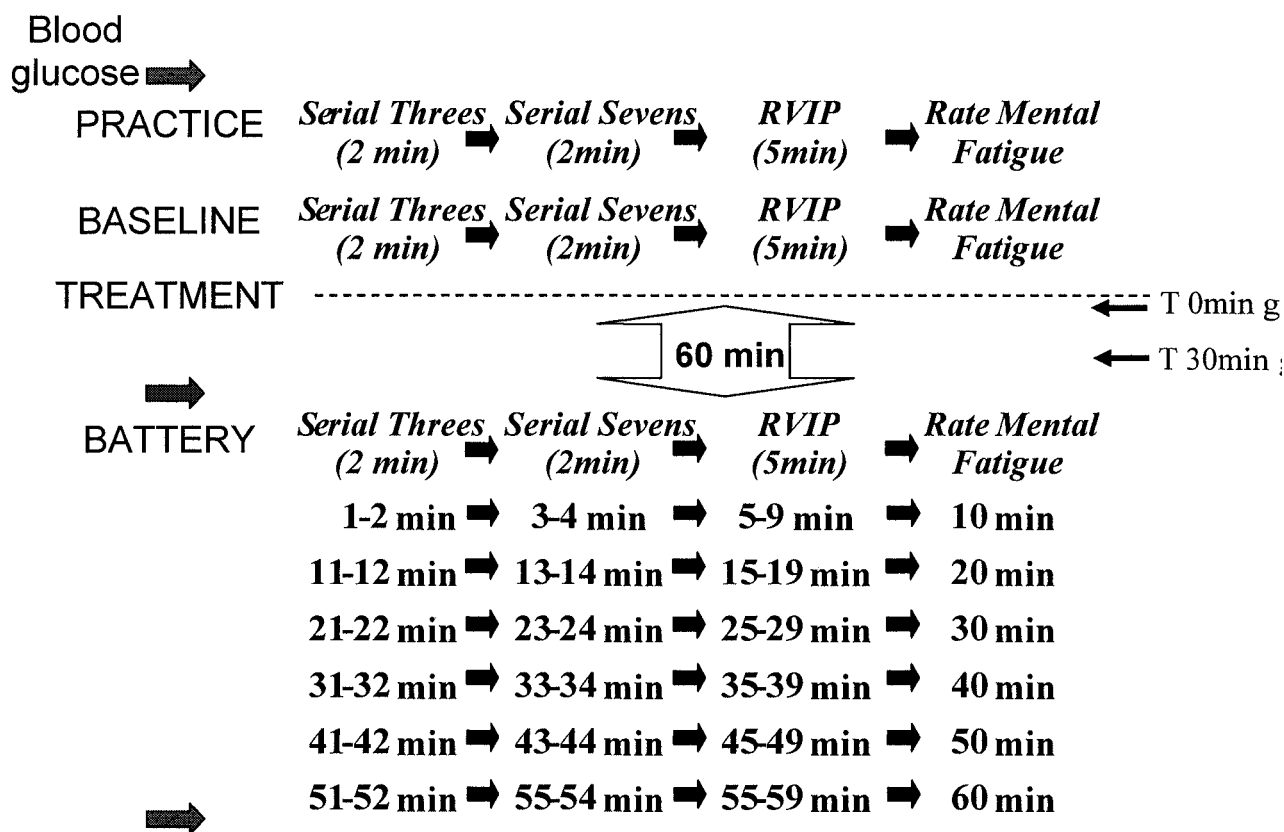 Blood
glucose
PRACTICE Serial Threes Serial Sevens RVIP Rate Mental
(2 min) (2min) (5min) Fatigue
BASELINE Serial Threes Serial Sevens RVIP Rate Mental
(2 min) (2min) (5min) Fatigue
TREATMENT
T 0min g
60 min
T 30min g
BATTERY Serial Threes Serial Sevens RVIP Rate Mental
(2 min) (2min) (5min) Fatigue
1-2 min 3-4 min 5-9 min 10 min
11-12 min 13-14 min 15-19 min 20 min
21-22 min 23-24 min 25-29 min 30 min
31-32 min 33-34 min 35-39 min 40 min
41-42 min 43-44 min 45-49 min 50 min
51-52 min 55-54 min 55-59 min 60 min